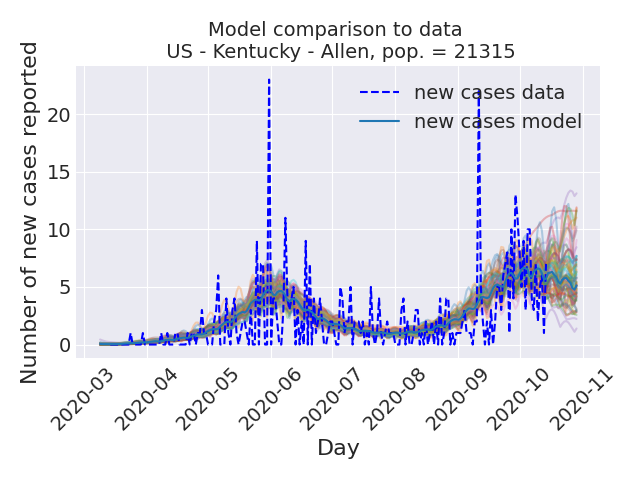 Model comparison to data
US - Kentucky - Allen, pop. = 21315
Number of new cases reported
20
15
10
5
0
new cases data
new cases model
2020-03
2020-04
2020-05
2020-06
2020-07
2020-08
2020-09
2020-10
2020-11
Day